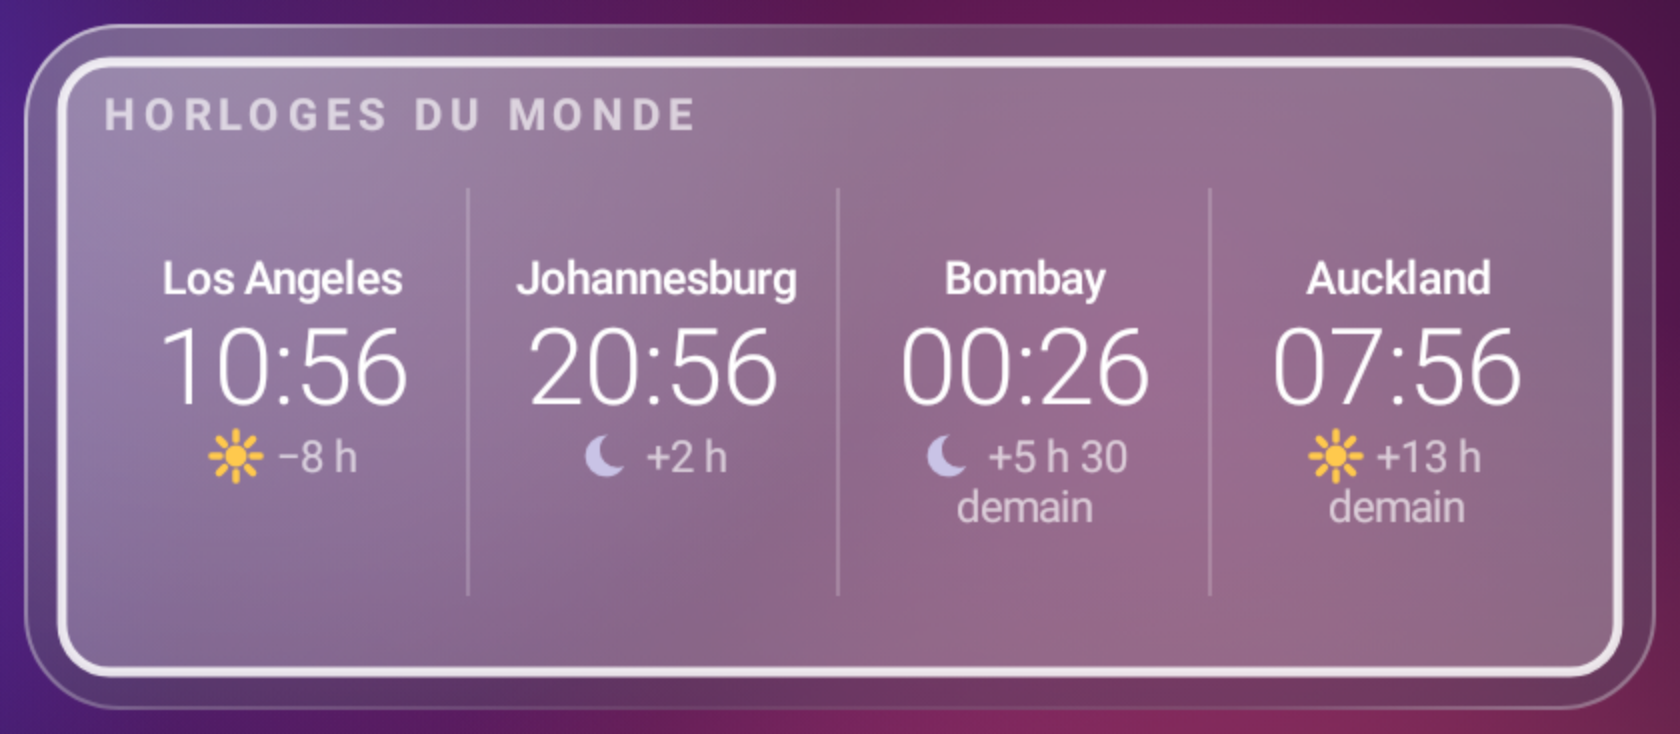 HORLOGES DU MONDE
Los Angeles
10:56
−8 h
Johannesburg
20:56
+2 h
Bombay
00:26
+5 h 30
demain
Auckland
07:56
+13 h
demain